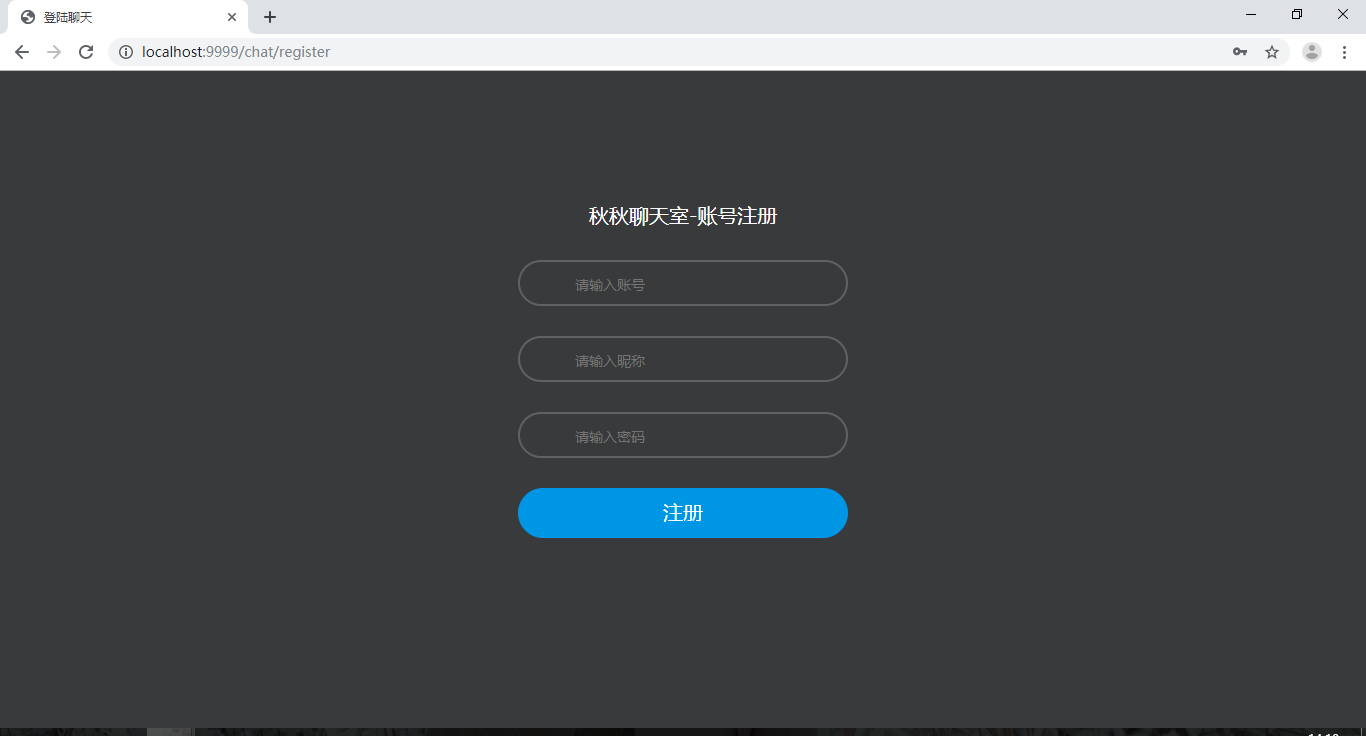 登陆聊天
localhost:9999/chat/register
秋秋聊天室-账号注册
请输入账号
请输入昵称
请输入密码
注册